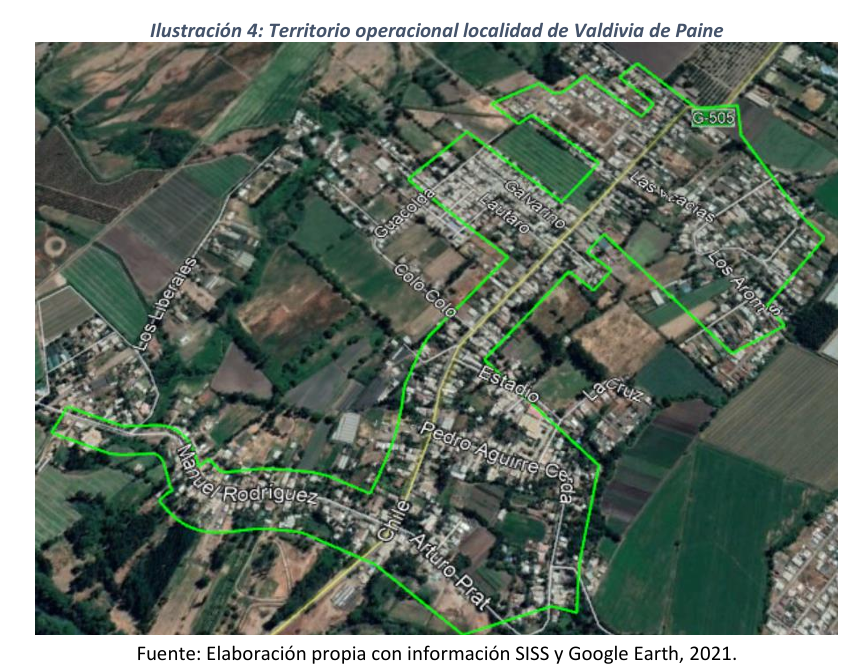 Ilustración 4: Territorio operacional localidad de Valdivia de Paine
G-505
Las Acacias
Galvarino
Lautaro
Guacolda
Los Aromos
Colo Colo
Los Liberales
Estadio
La Cruz
Pedro Aguirre Cerda
Manuel Rodríguez
Chile
Arturo Prat
Fuente: Elaboración propia con información SISS y Google Earth, 2021.